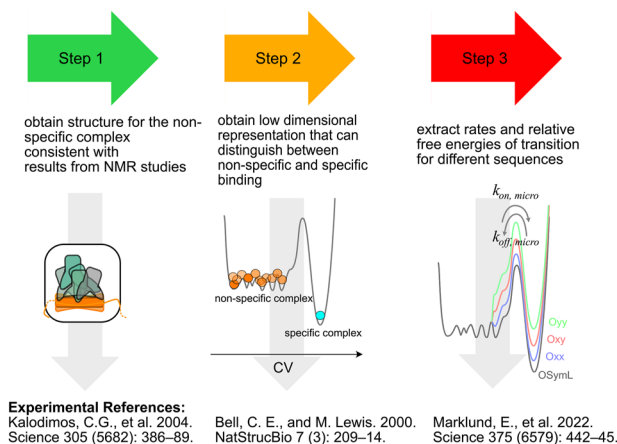 Step 1
Step 2
Step 3
obtain structure for the non-
specific complex
consistent with
results from NMR studies
obtain low dimensional
representation that can
distinguish between
non-specific and specific
binding
extract rates and relative
free energies of transition
for different sequences
non-specific complex
specific complex
CV
k_on, micro
k_off, micro
Oyy
Oxy
Oxx
OSymL
Experimental References:
Kalodimos, C.G., et al. 2004.
Science 305 (5682): 386–89.
Bell, C. E., and M. Lewis. 2000.
NatStrucBio 7 (3): 209–14.
Marklund, E., et al. 2022.
Science 375 (6579): 442–45.